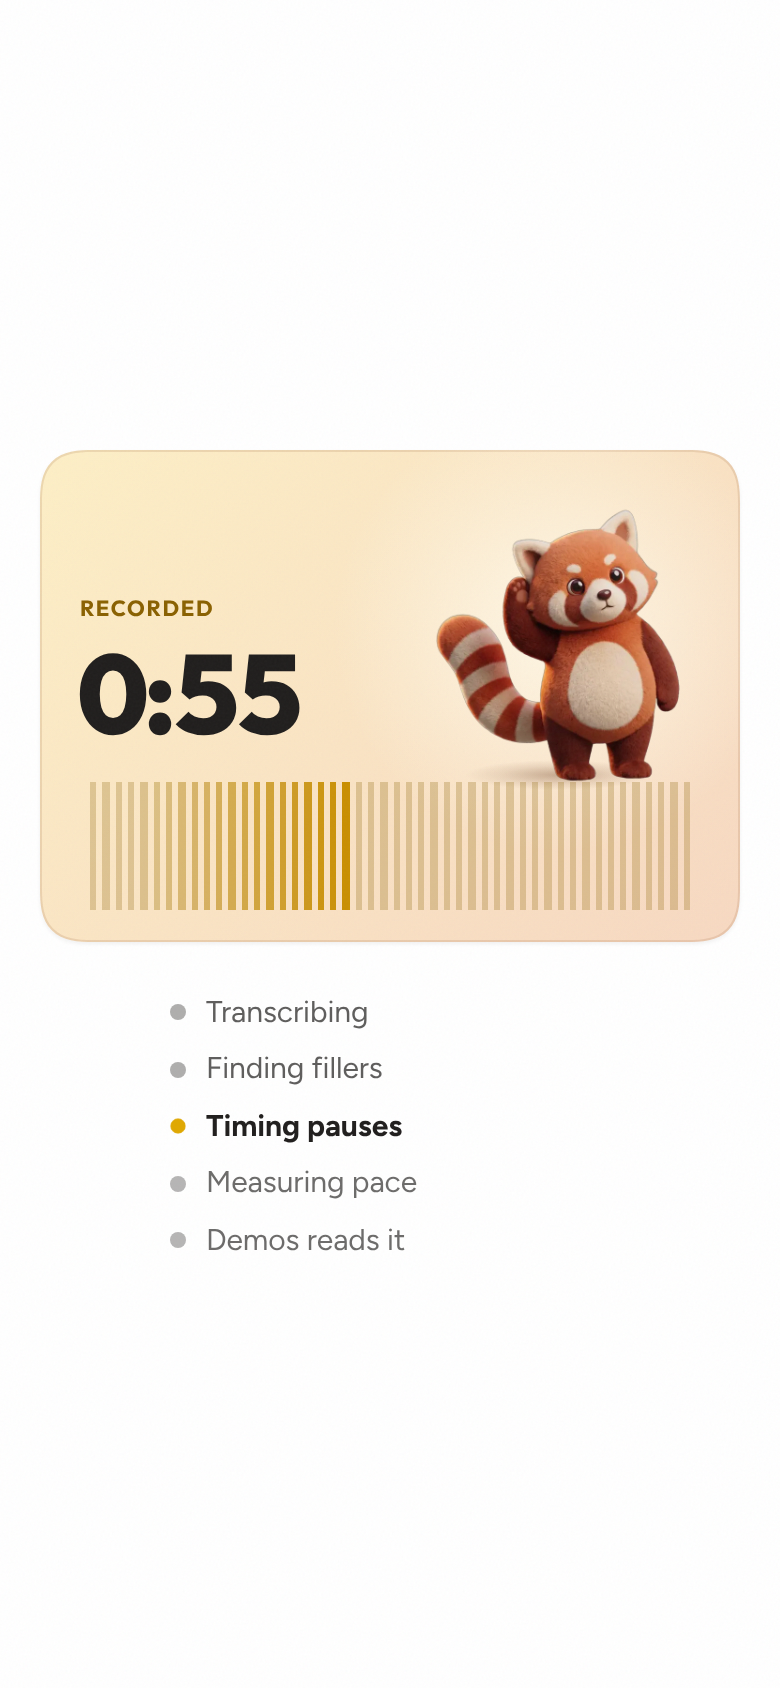 RECORDED
0:55
Transcribing
Finding fillers
Timing pauses
Measuring pace
Demos reads it